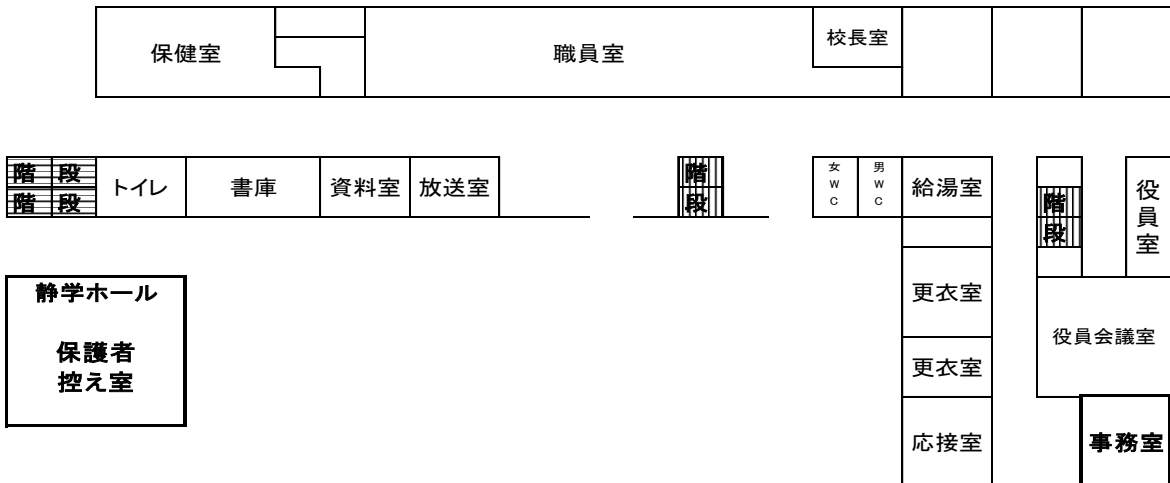 保健室
職員室
校長室
階 段
階 段
トイレ
書庫
資料室
放送室
階
段
女
W
C
男
W
C
給湯室
階
段
役
員
室
静学ホール
保護者
控え室
更衣室
役員会議室
更衣室
応接室
事務室